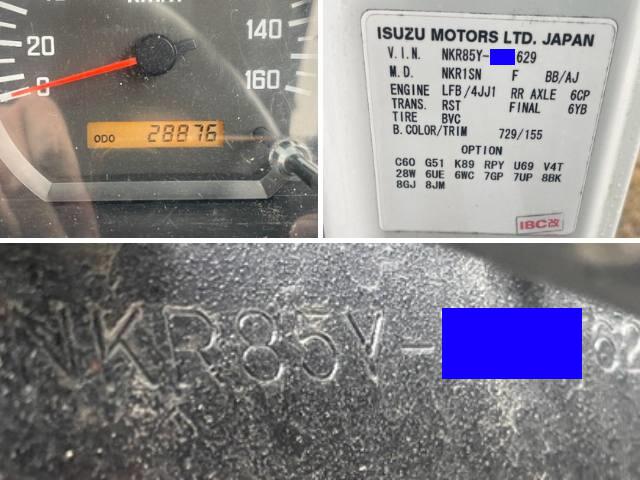 km/h
20
0
140
160
ODO 28876
ISUZU MOTORS LTD. JAPAN
V.I.N. NKR85Y- 629
M.D. NKR1SN F BB/AJ
ENGINE LFB/4JJ1 RR AXLE 6CP
TRANS. RST FINAL 6YB
TIRE BVC
B.COLOR/TRIM 729/155
OPTION
C60 G51 K89 RPY U69 V4T
28W 6UE 6WC 7GP 7UP 8BK
8GJ 8JM
IBC改
NKR85Y- 62